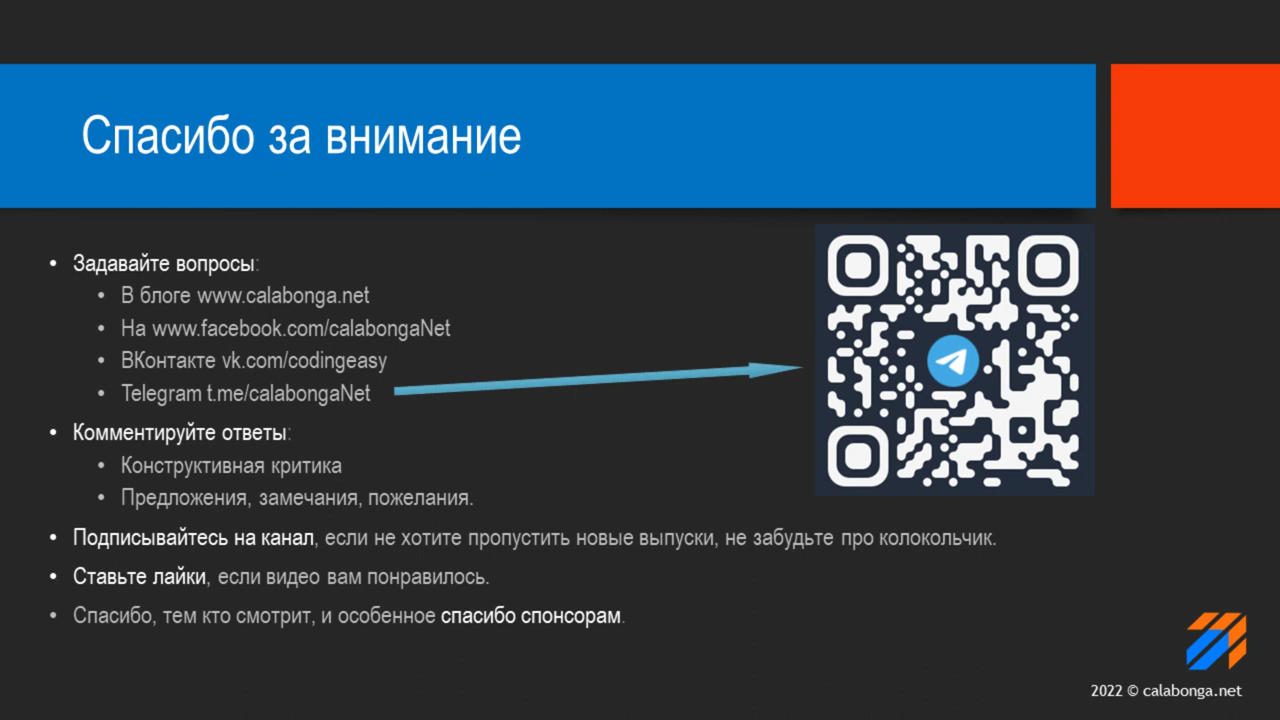 Спасибо за внимание
• Задавайте вопросы:
• В блоге www.calabonga.net
• На www.facebook.com/calabongaNet
• ВКонтакте vk.com/codingeasy
• Telegram t.me/calabongaNet
• Комментируйте ответы:
• Конструктивная критика
• Предложения, замечания, пожелания.
• Подписывайтесь на канал, если не хотите пропустить новые выпуски, не забудьте про колокольчик.
• Ставьте лайки, если видео вам понравилось.
• Спасибо, тем кто смотрит, и особенное спасибо спонсорам.
2022 © calabonga.net